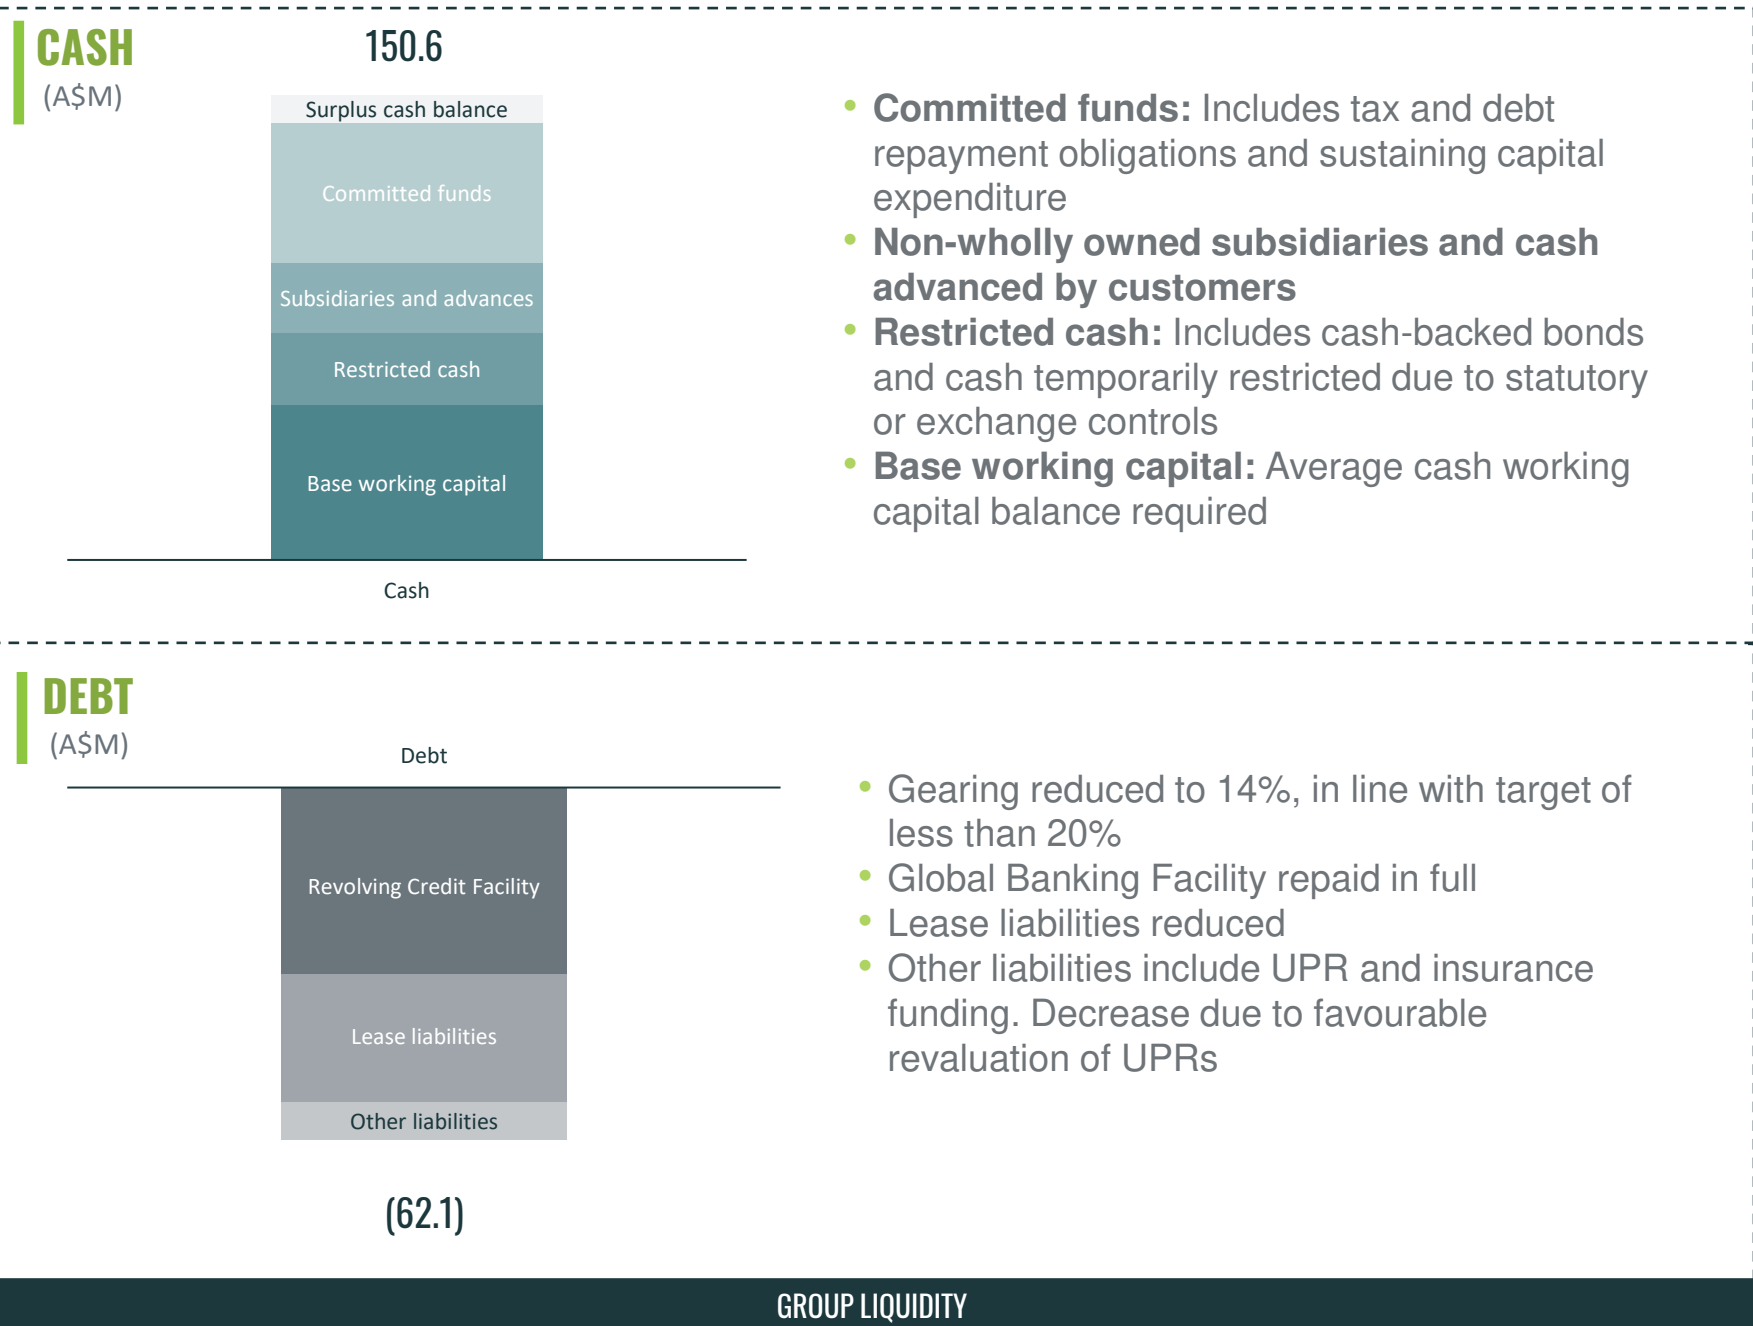 CASH
(A$M)
150.6
Surplus cash balance
Committed funds
Subsidiaries and advances
Restricted cash
Base working capital
Cash
• Committed funds: Includes tax and debt
repayment obligations and sustaining capital
expenditure
• Non-wholly owned subsidiaries and cash
advanced by customers
• Restricted cash: Includes cash-backed bonds
and cash temporarily restricted due to statutory
or exchange controls
• Base working capital: Average cash working
capital balance required
DEBT
(A$M)
Debt
Revolving Credit Facility
Lease liabilities
Other liabilities
(62.1)
• Gearing reduced to 14%, in line with target of
less than 20%
• Global Banking Facility repaid in full
• Lease liabilities reduced
• Other liabilities include UPR and insurance
funding. Decrease due to favourable
revaluation of UPRs
GROUP LIQUIDITY